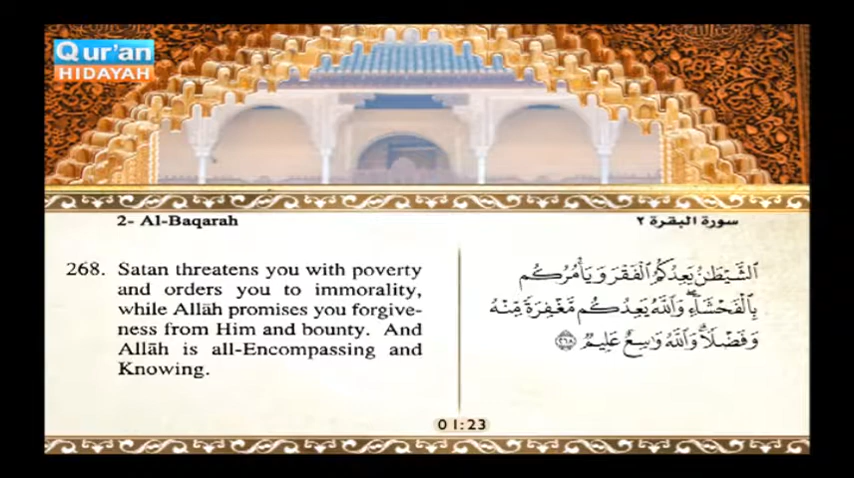 Qur'an
HIDAYAH
2- Al-Baqarah
سورة البقرة ٢
268. Satan threatens you with poverty
and orders you to immorality,
while Allāh promises you forgive-
ness from Him and bounty. And
Allāh is all-Encompassing and
Knowing.
ٱلشَّيْطَٰنُ يَعِدُكُمُ ٱلْفَقْرَ وَيَأْمُرُكُم
بِٱلْفَحْشَآءِ ۖ وَٱللَّهُ يَعِدُكُم مَّغْفِرَةً مِّنْهُ
وَفَضْلًا ۗ وَٱللَّهُ وَٰسِعٌ عَلِيمٌ ٢٦٨
01:23